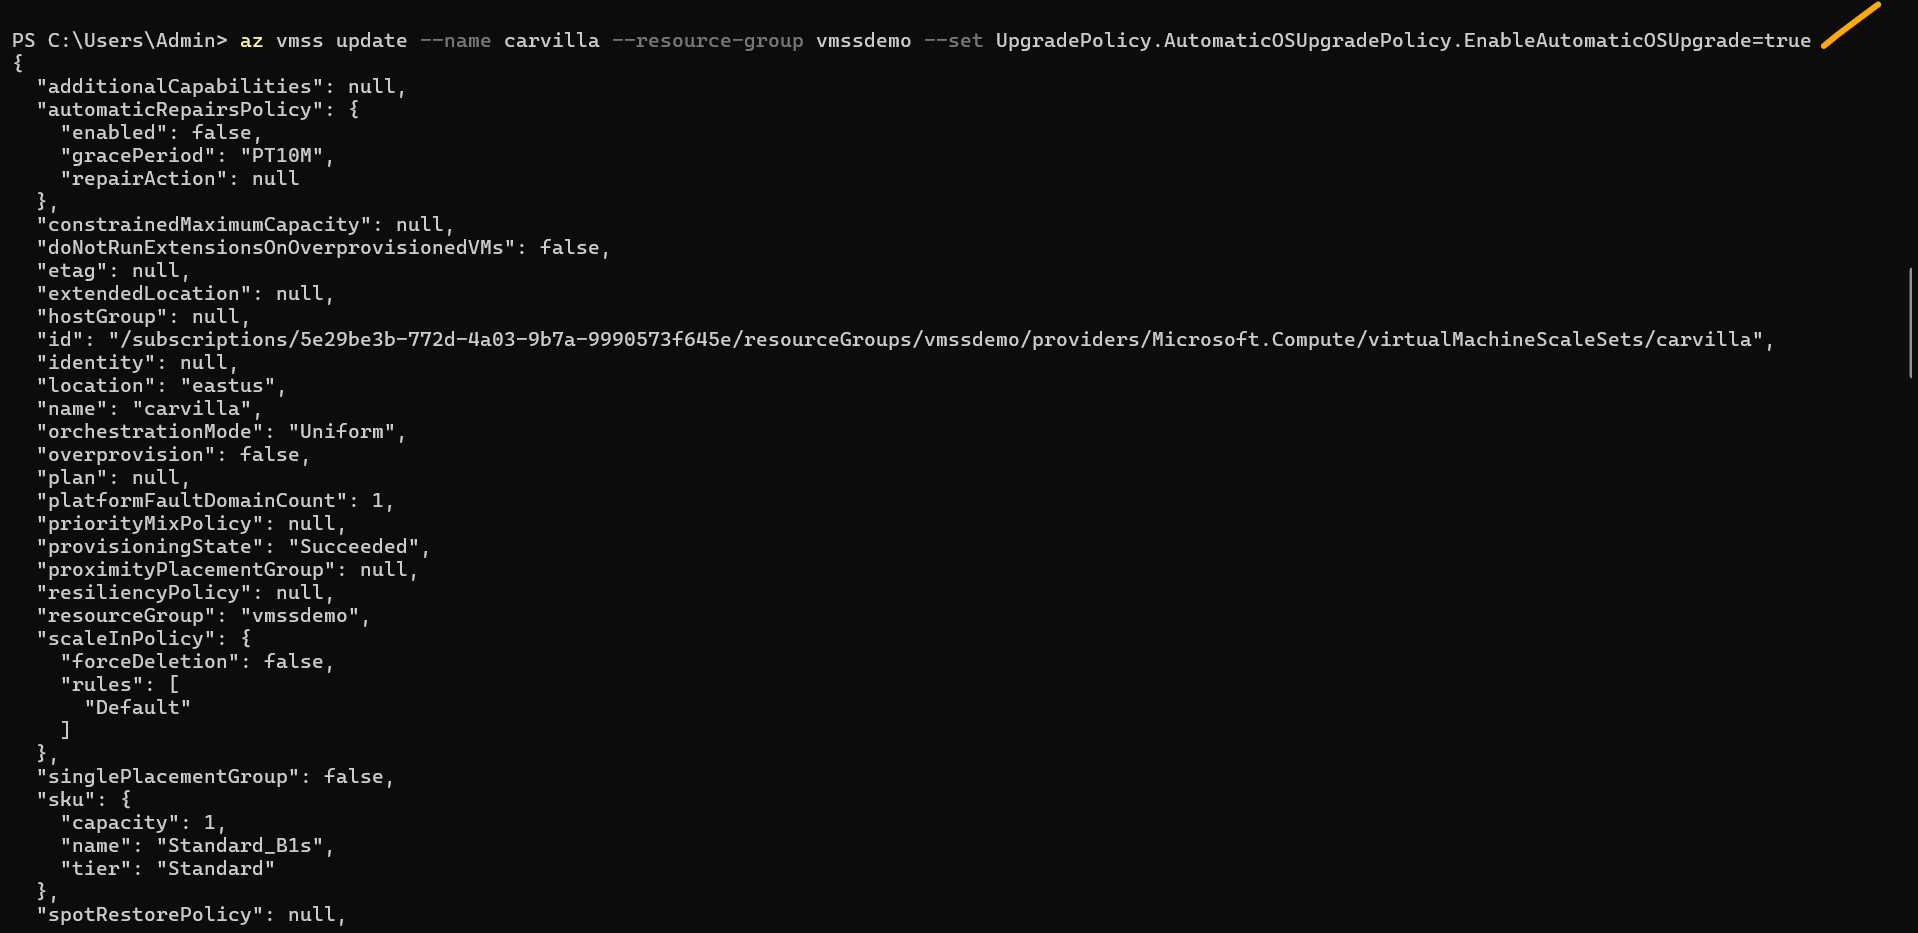 PS C:\Users\Admin> az vmss update --name carvilla --resource-group vmssdemo --set UpgradePolicy.AutomaticOSUpgradePolicy.EnableAutomaticOSUpgrade=true
{
  "additionalCapabilities": null,
  "automaticRepairsPolicy": {
    "enabled": false,
    "gracePeriod": "PT10M",
    "repairAction": null
  },
  "constrainedMaximumCapacity": null,
  "doNotRunExtensionsOnOverprovisionedVMs": false,
  "etag": null,
  "extendedLocation": null,
  "hostGroup": null,
  "id": "/subscriptions/5e29be3b-772d-4a03-9b7a-9990573f645e/resourceGroups/vmssdemo/providers/Microsoft.Compute/virtualMachineScaleSets/carvilla",
  "identity": null,
  "location": "eastus",
  "name": "carvilla",
  "orchestrationMode": "Uniform",
  "overprovision": false,
  "plan": null,
  "platformFaultDomainCount": 1,
  "priorityMixPolicy": null,
  "provisioningState": "Succeeded",
  "proximityPlacementGroup": null,
  "resiliencyPolicy": null,
  "resourceGroup": "vmssdemo",
  "scaleInPolicy": {
    "forceDeletion": false,
    "rules": [
      "Default"
    ]
  },
  "singlePlacementGroup": false,
  "sku": {
    "capacity": 1,
    "name": "Standard_B1s",
    "tier": "Standard"
  },
  "spotRestorePolicy": null,